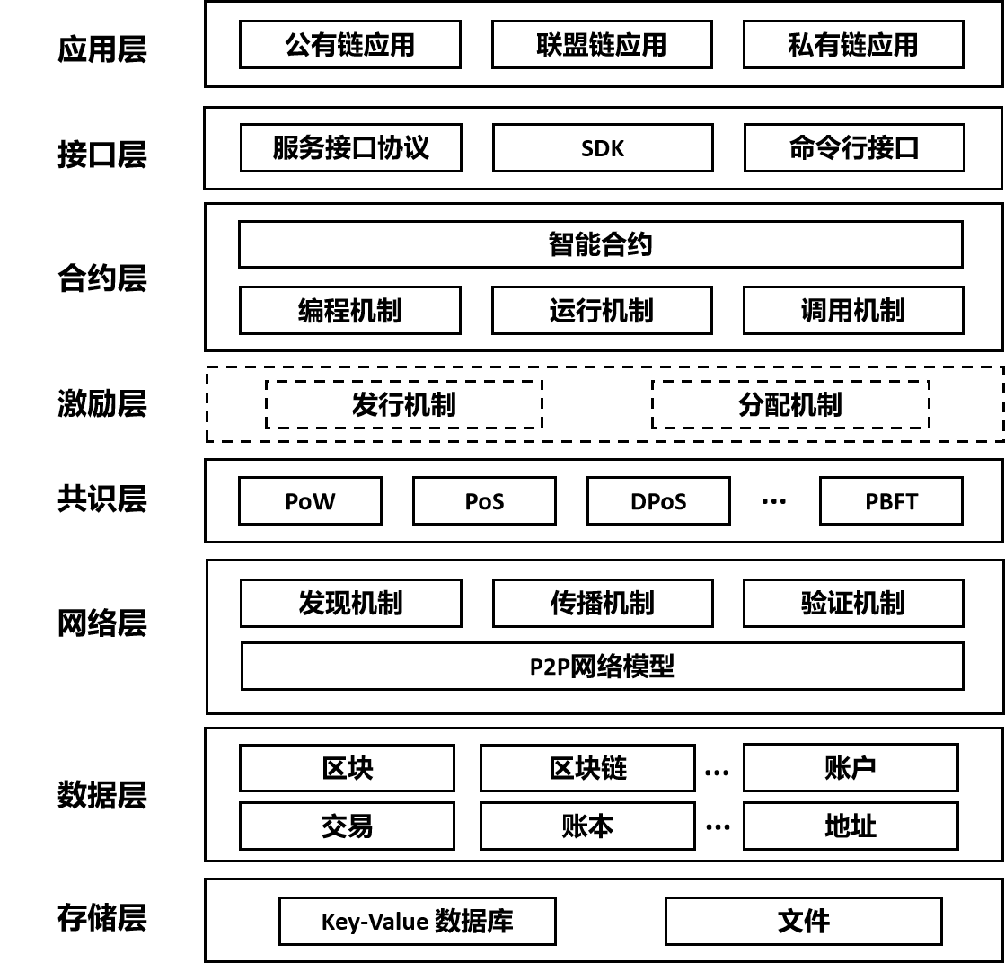 应用层
公有链应用 联盟链应用 私有链应用
接口层
服务接口协议 SDK 命令行接口
合约层
智能合约
编程机制 运行机制 调用机制
激励层
发行机制 分配机制
共识层
PoW PoS DPoS ... PBFT
网络层
发现机制 传播机制 验证机制
P2P网络模型
数据层
区块 区块链 ... 账户
交易 账本 ... 地址
存储层
Key-Value 数据库 文件